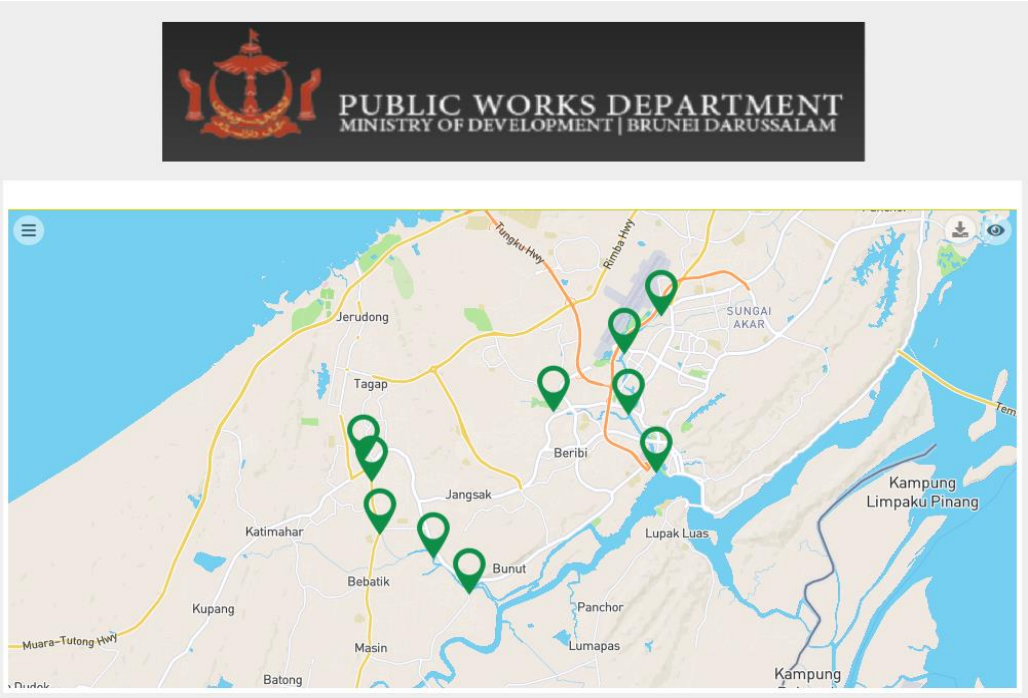 PUBLIC WORKS DEPARTMENT
MINISTRY OF DEVELOPMENT | BRUNEI DARUSSALAM
Tungku Hwy
Rimba Hwy
Jerudong
SUNGAI
AKAR
Tagap
Beribi
Jangsak
Kampung
Limpaku Pinang
Katimahar
Lupak Luas
Bunut
Bebatik
Kupang
Panchor
Muara-Tutong Hwy
Masin
Lumapas
Batong
Kampung